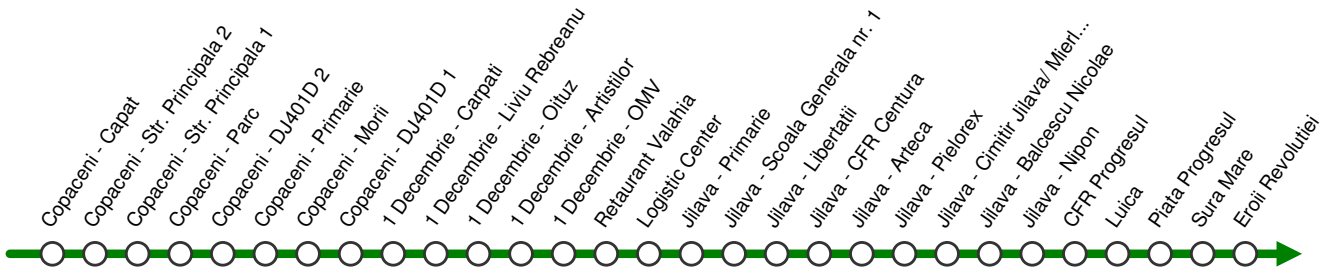 Copaceni - Capat
Copaceni - Str. Principala 2
Copaceni - Str. Principala 1
Copaceni - Parc
Copaceni - DJ401D 2
Copaceni - Primarie
Copaceni - Morii
Copaceni - DJ401D 1
1 Decembrie - Carpati
1 Decembrie - Liviu Rebreanu
1 Decembrie - Oituz
1 Decembrie - Artistilor
1 Decembrie - OMV
Retaurant Valahia
Logistic Center
Jilava - Primarie
Jilava - Scoala Generala nr. 1
Jilava - Libertatii
Jilava - CFR Centura
Jilava - Arteca
Jilava - Pielorex
Jilava - Cimitir Jilava/ Mierl...
Jilava - Balcescu Nicolae
Jilava - Nipon
CFR Progresul
Luica
Piata Progresul
Sura Mare
Eroii Revolutiei